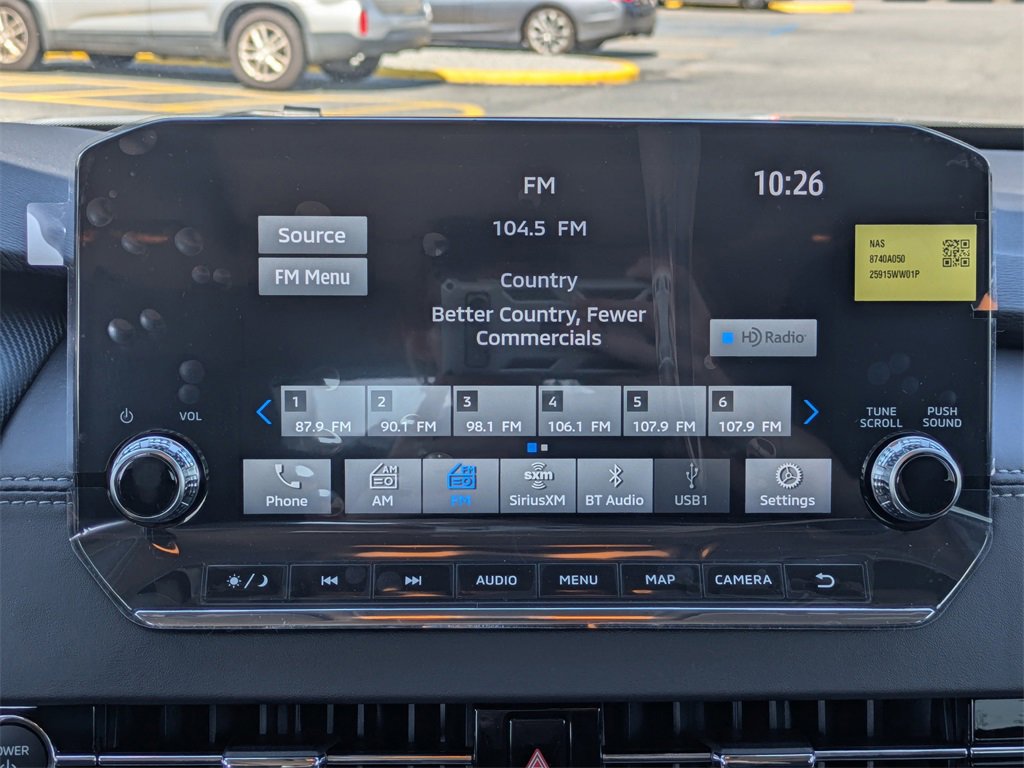 FM
10:26
104.5 FM
Source
FM Menu
Country
Better Country, Fewer
Commercials
HD Radio
NAS
8740A050
25915WW01P
1 2 3 4 5 6
87.9 FM 90.1 FM 98.1 FM 106.1 FM 107.9 FM 107.9 FM
VOL
TUNE
SCROLL
PUSH
SOUND
AM FM sxm
Phone AM FM SiriusXM BT Audio USB1 Settings
AUDIO MENU MAP CAMERA
POWER